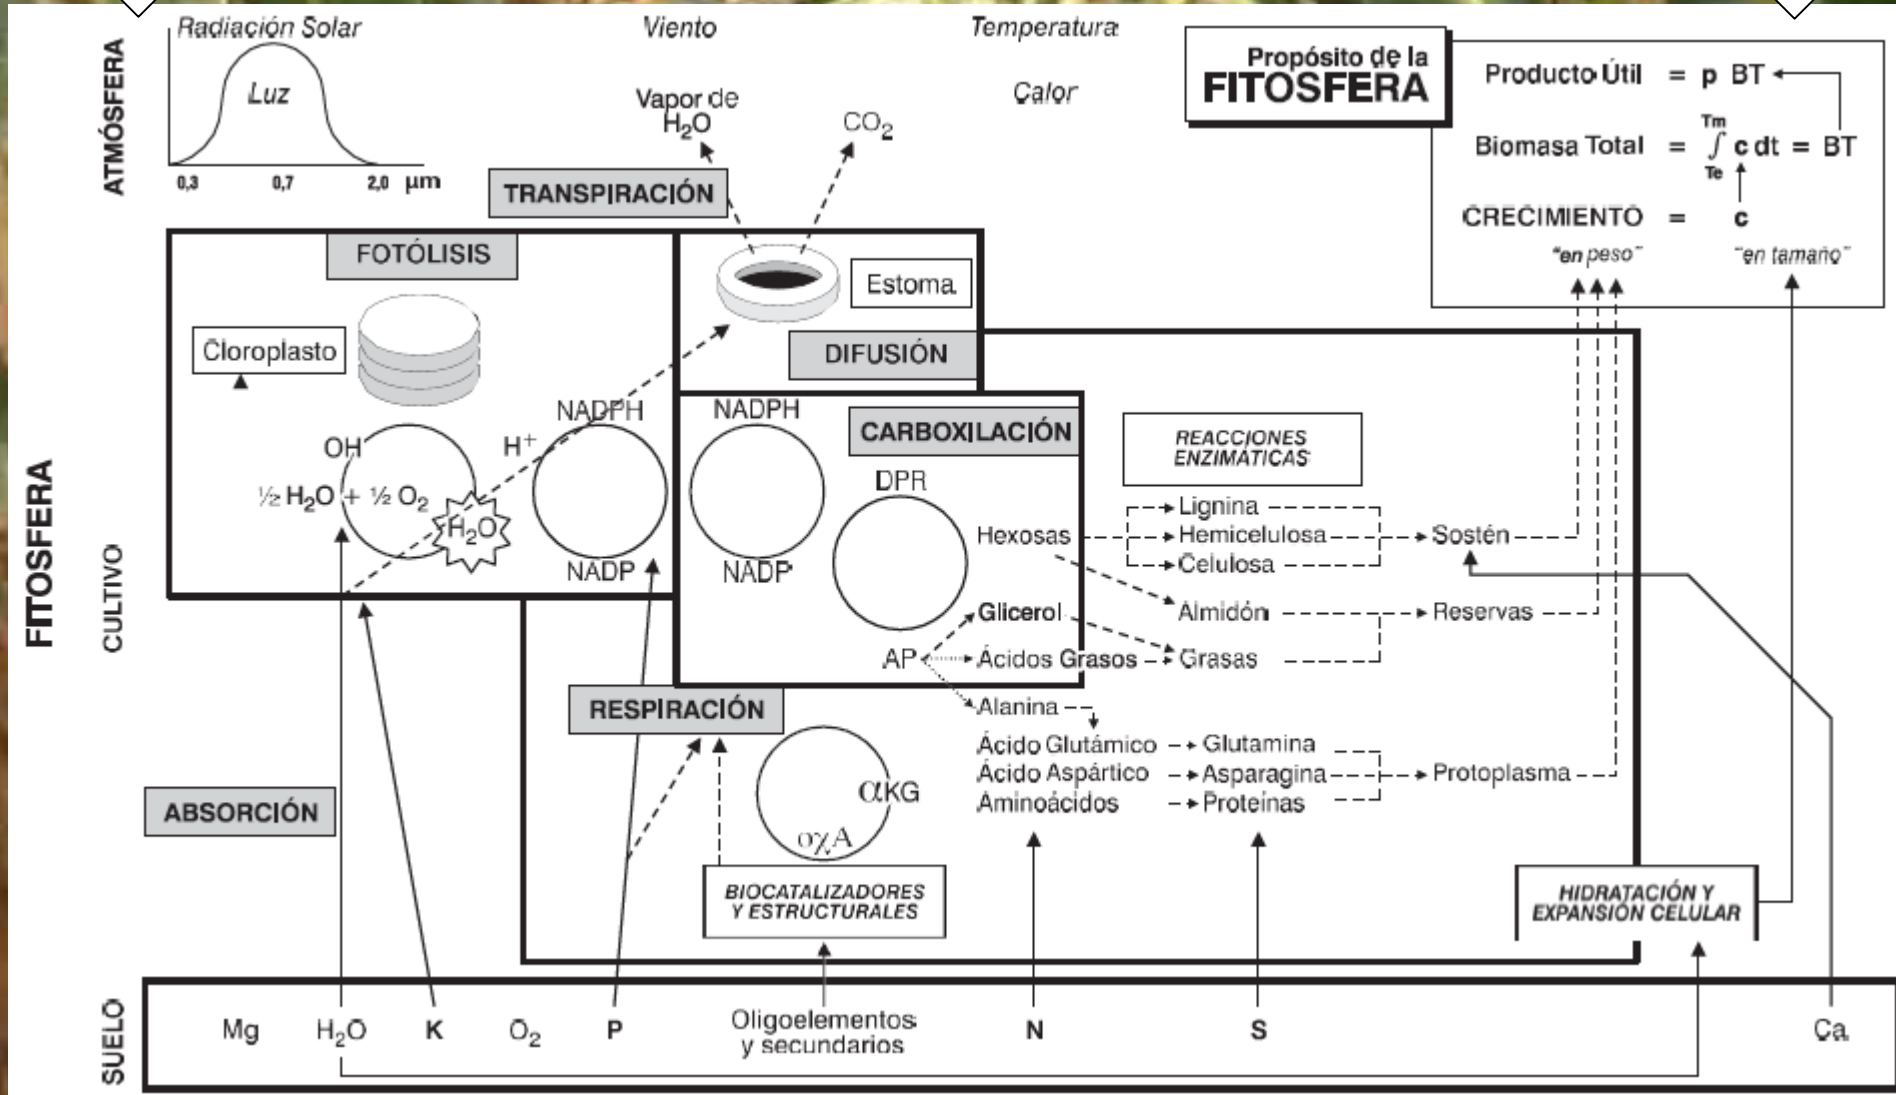 Radiación Solar
Viento
Temperatura
Luz
Vapor de
H₂O
CO₂
Calor
0,3 0,7 2,0 µm
ATMÓSFERA
Propósito de la
FITOSFERA
Producto Útil = p BT
Biomasa Total = ∫ c dt = BT
Tm
Te
CRECIMIENTO = c
"en peso" "en tamaño"
TRANSPIRACIÓN
FOTÓLISIS
Estoma
Cloroplasto
DIFUSIÓN
NADPH
OH
H⁺
½ H₂O + ½ O₂
H₂O
NADP
NADPH
CARBOXILACIÓN
DPR
NADP
Hexosas
Glicerol
AP
Ácidos Grasos
REACCIONES
ENZIMÁTICAS
Lignina
Hemicelulosa
Celulosa
Sostén
Almidón
Reservas
Grasas
FITOSFERA
CULTIVO
RESPIRACIÓN
Alanina
Ácido Glutámico
Glutamina
Ácido Aspártico
Asparagina
Aminoácidos
Proteínas
Protoplasma
αKG
οχΑ
ABSORCIÓN
BIOCATALIZADORES
Y ESTRUCTURALES
HIDRATACIÓN Y
EXPANSIÓN CELULAR
SUELO
Mg H₂O K O₂ P
Oligoelementos
y secundarios
N S Ca